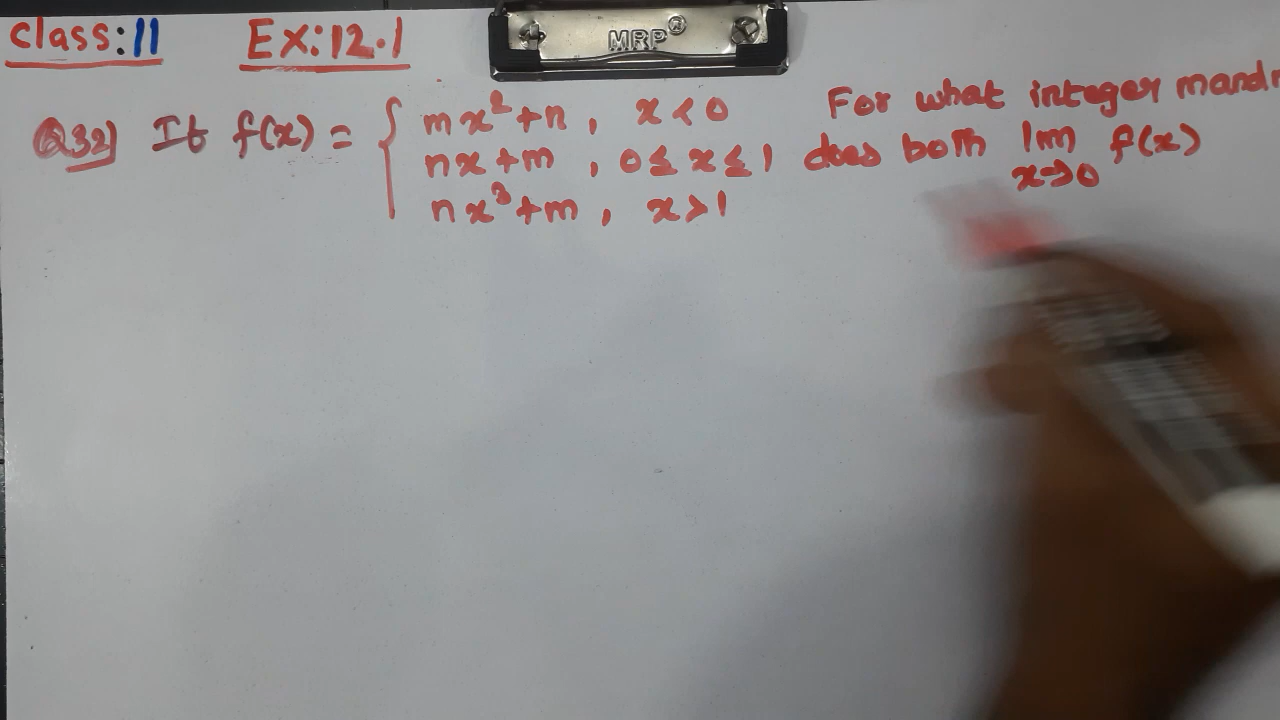 Class:11 Ex:12.1
MRP®
Q32) If f(x) = { mx²+n, x<0 For what integer m and n
nx+m, 0≤x≤1 does both lim x→0 f(x)
nx³+m, x>1